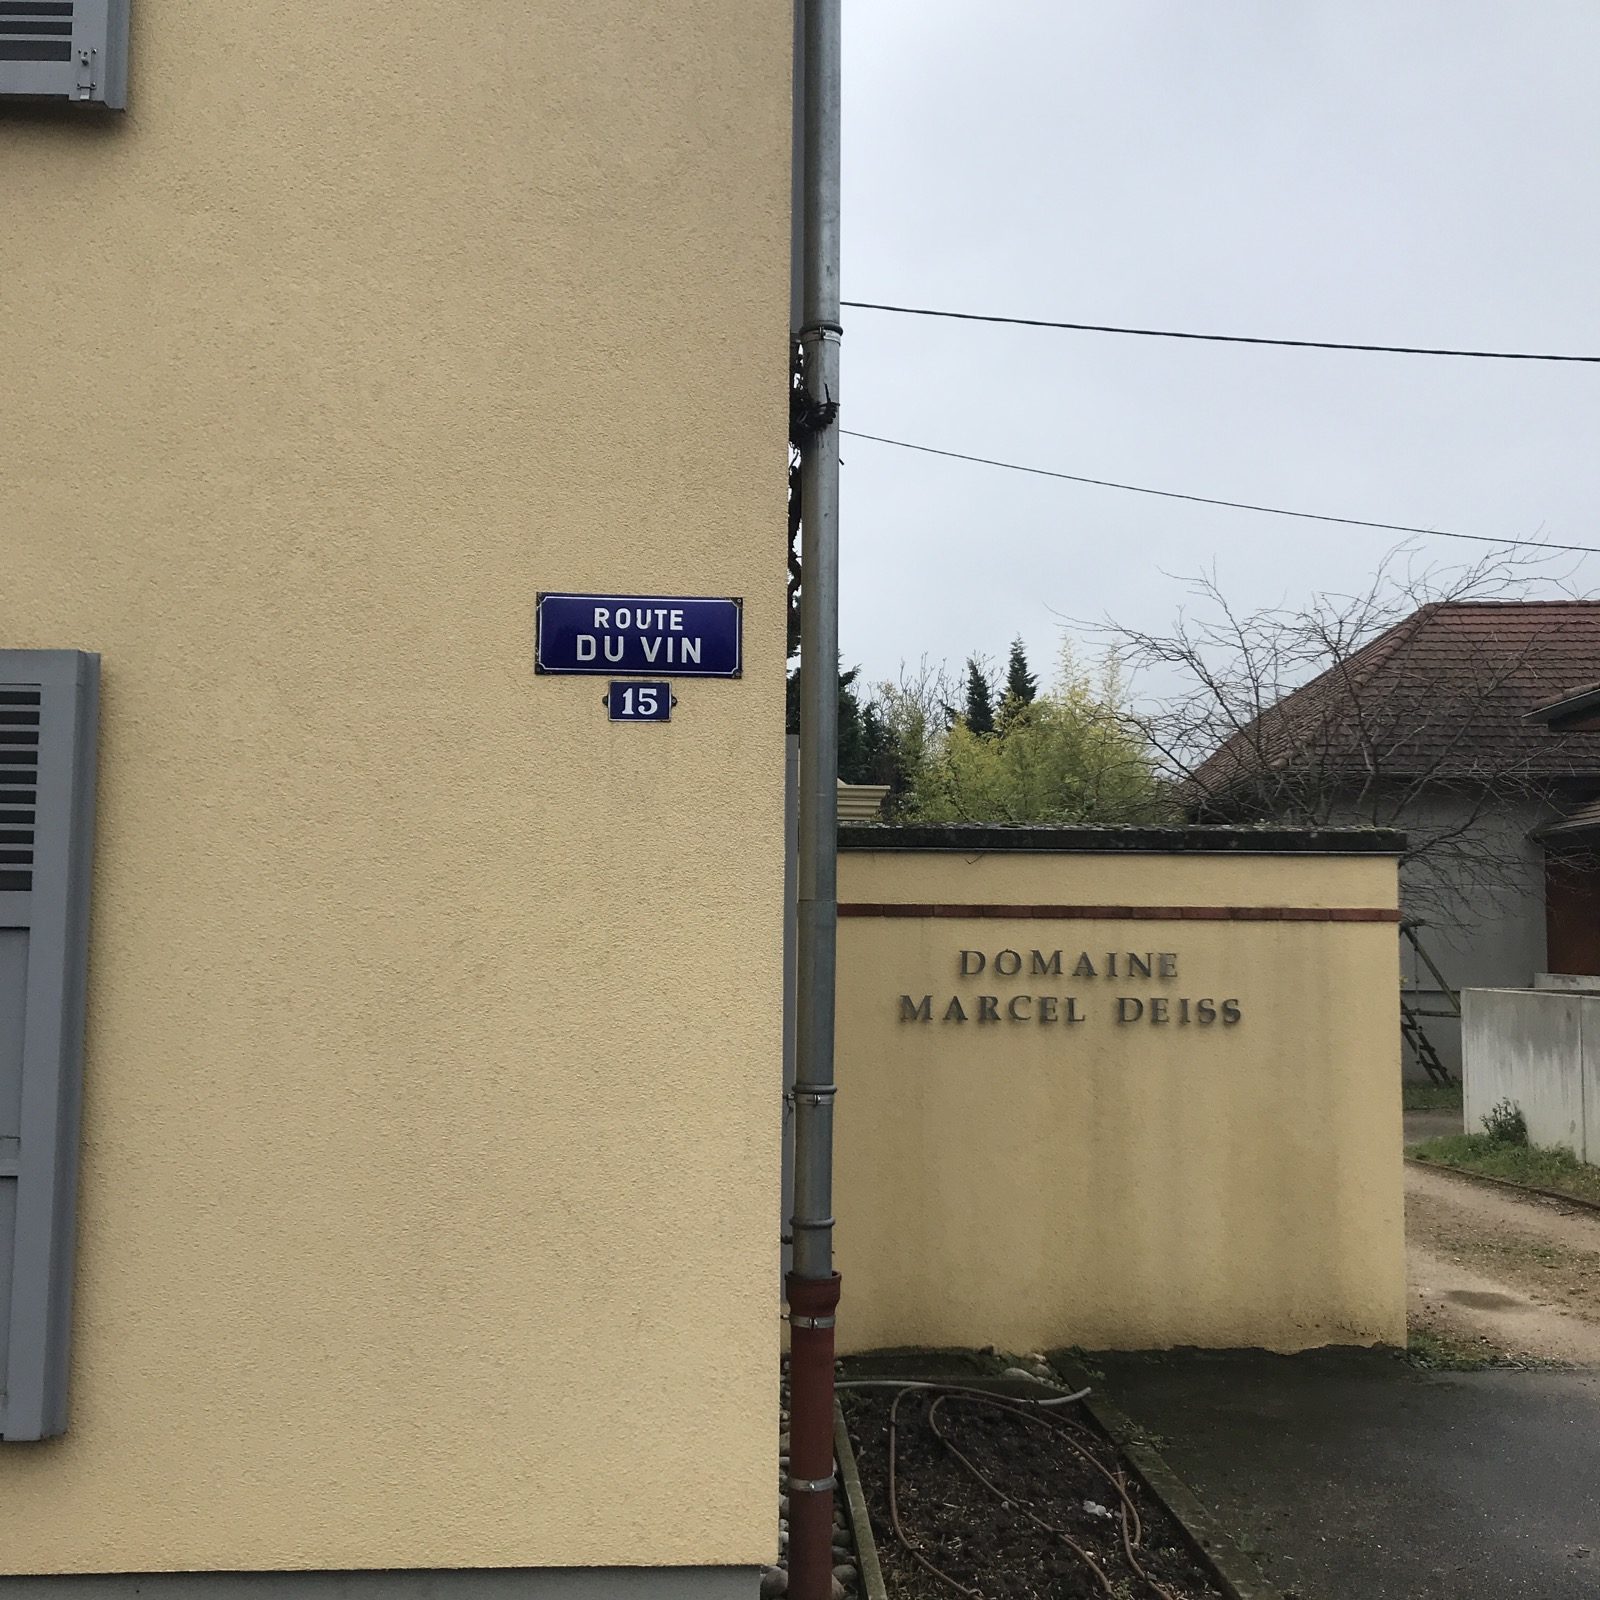 ROUTE
DU VIN
15
DOMAINE
MARCEL DEISS